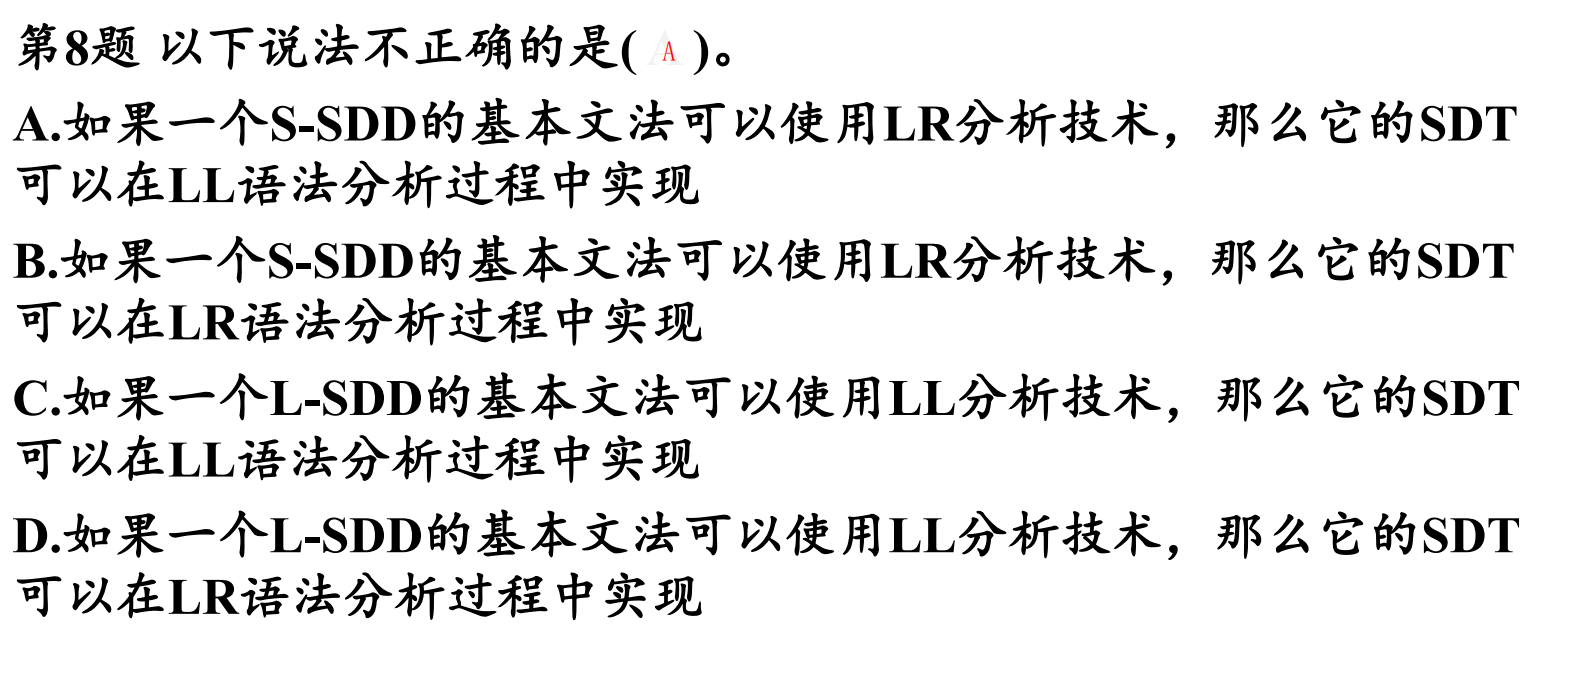 第8题 以下说法不正确的是( A )。
A.如果一个S-SDD的基本文法可以使用LR分析技术，那么它的SDT
可以在LL语法分析过程中实现
B.如果一个S-SDD的基本文法可以使用LR分析技术，那么它的SDT
可以在LR语法分析过程中实现
C.如果一个L-SDD的基本文法可以使用LL分析技术，那么它的SDT
可以在LL语法分析过程中实现
D.如果一个L-SDD的基本文法可以使用LL分析技术，那么它的SDT
可以在LR语法分析过程中实现